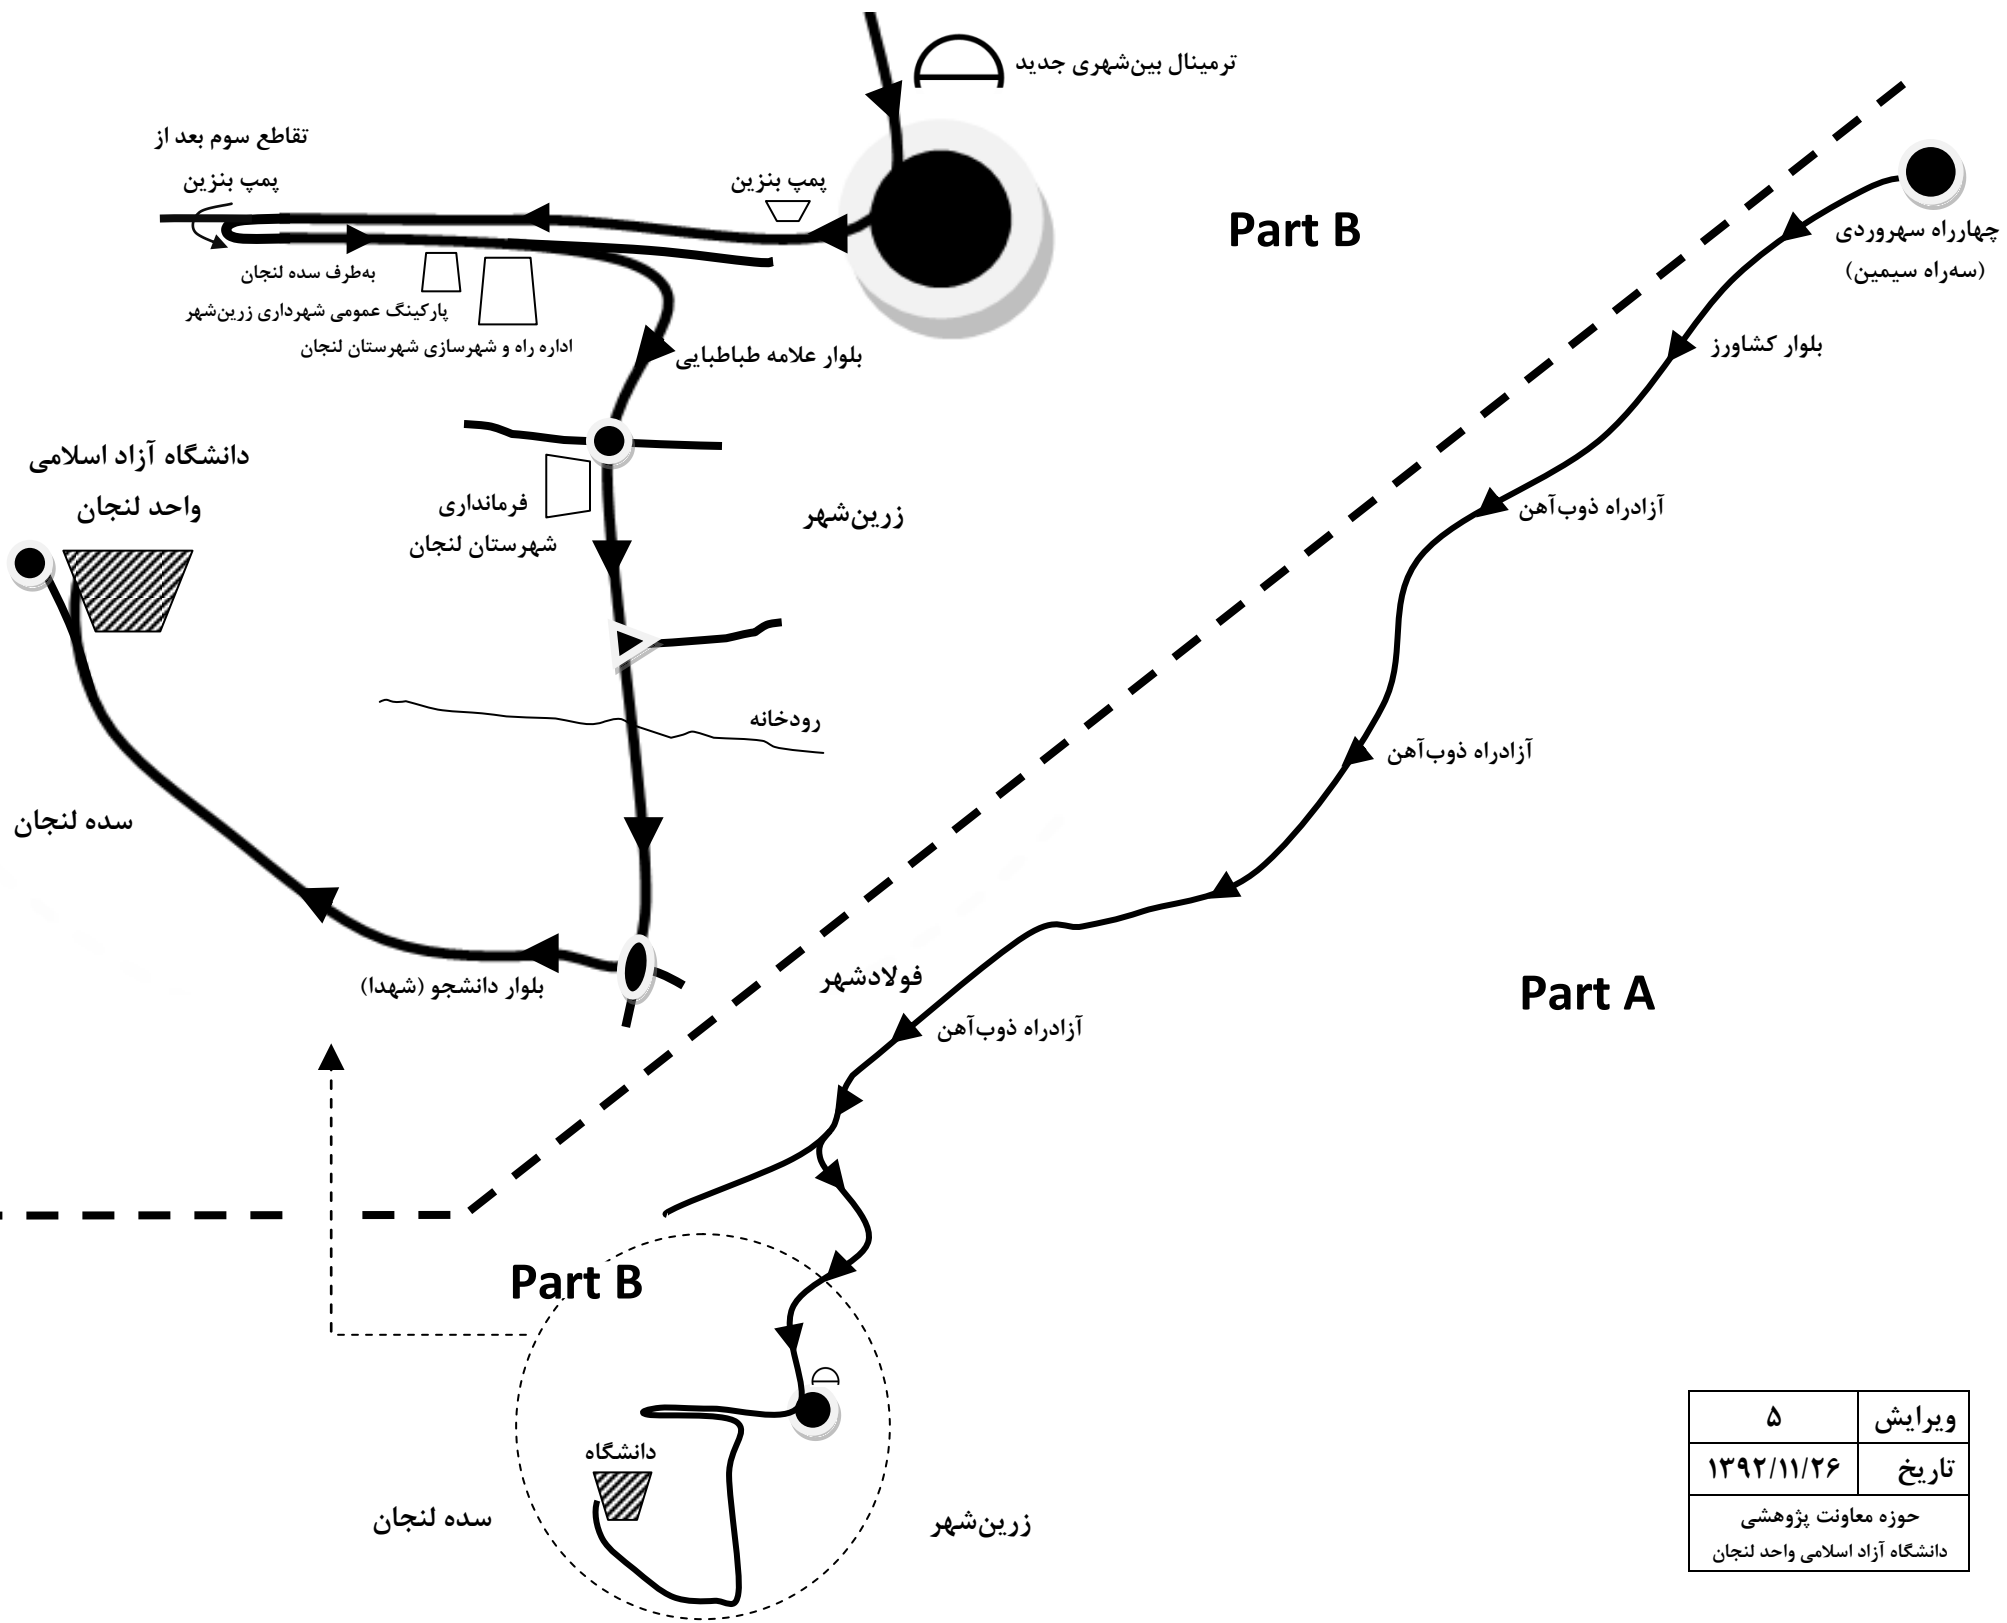 ترمینال بین‌شهری جدید
تقاطع سوم بعد از
پمپ بنزین
پمپ بنزین
Part B
چهارراه سهروردی
(سه‌راه سیمین)
به‌طرف سده لنجان
پارکینگ عمومی شهرداری زرین‌شهر
اداره راه و شهرسازی شهرستان لنجان
بلوار علامه طباطبایی
بلوار کشاورز
دانشگاه آزاد اسلامی
واحد لنجان
فرمانداری
شهرستان لنجان
زرین‌شهر
آزادراه ذوب‌آهن
رودخانه
آزادراه ذوب‌آهن
سده لنجان
بلوار دانشجو (شهدا)
فولادشهر
Part A
آزادراه ذوب‌آهن
Part B
دانشگاه
سده لنجان
زرین‌شهر
ویرایش ۵
تاریخ ۱۳۹۲/۱۱/۲۶
حوزه معاونت پژوهشی
دانشگاه آزاد اسلامی واحد لنجان